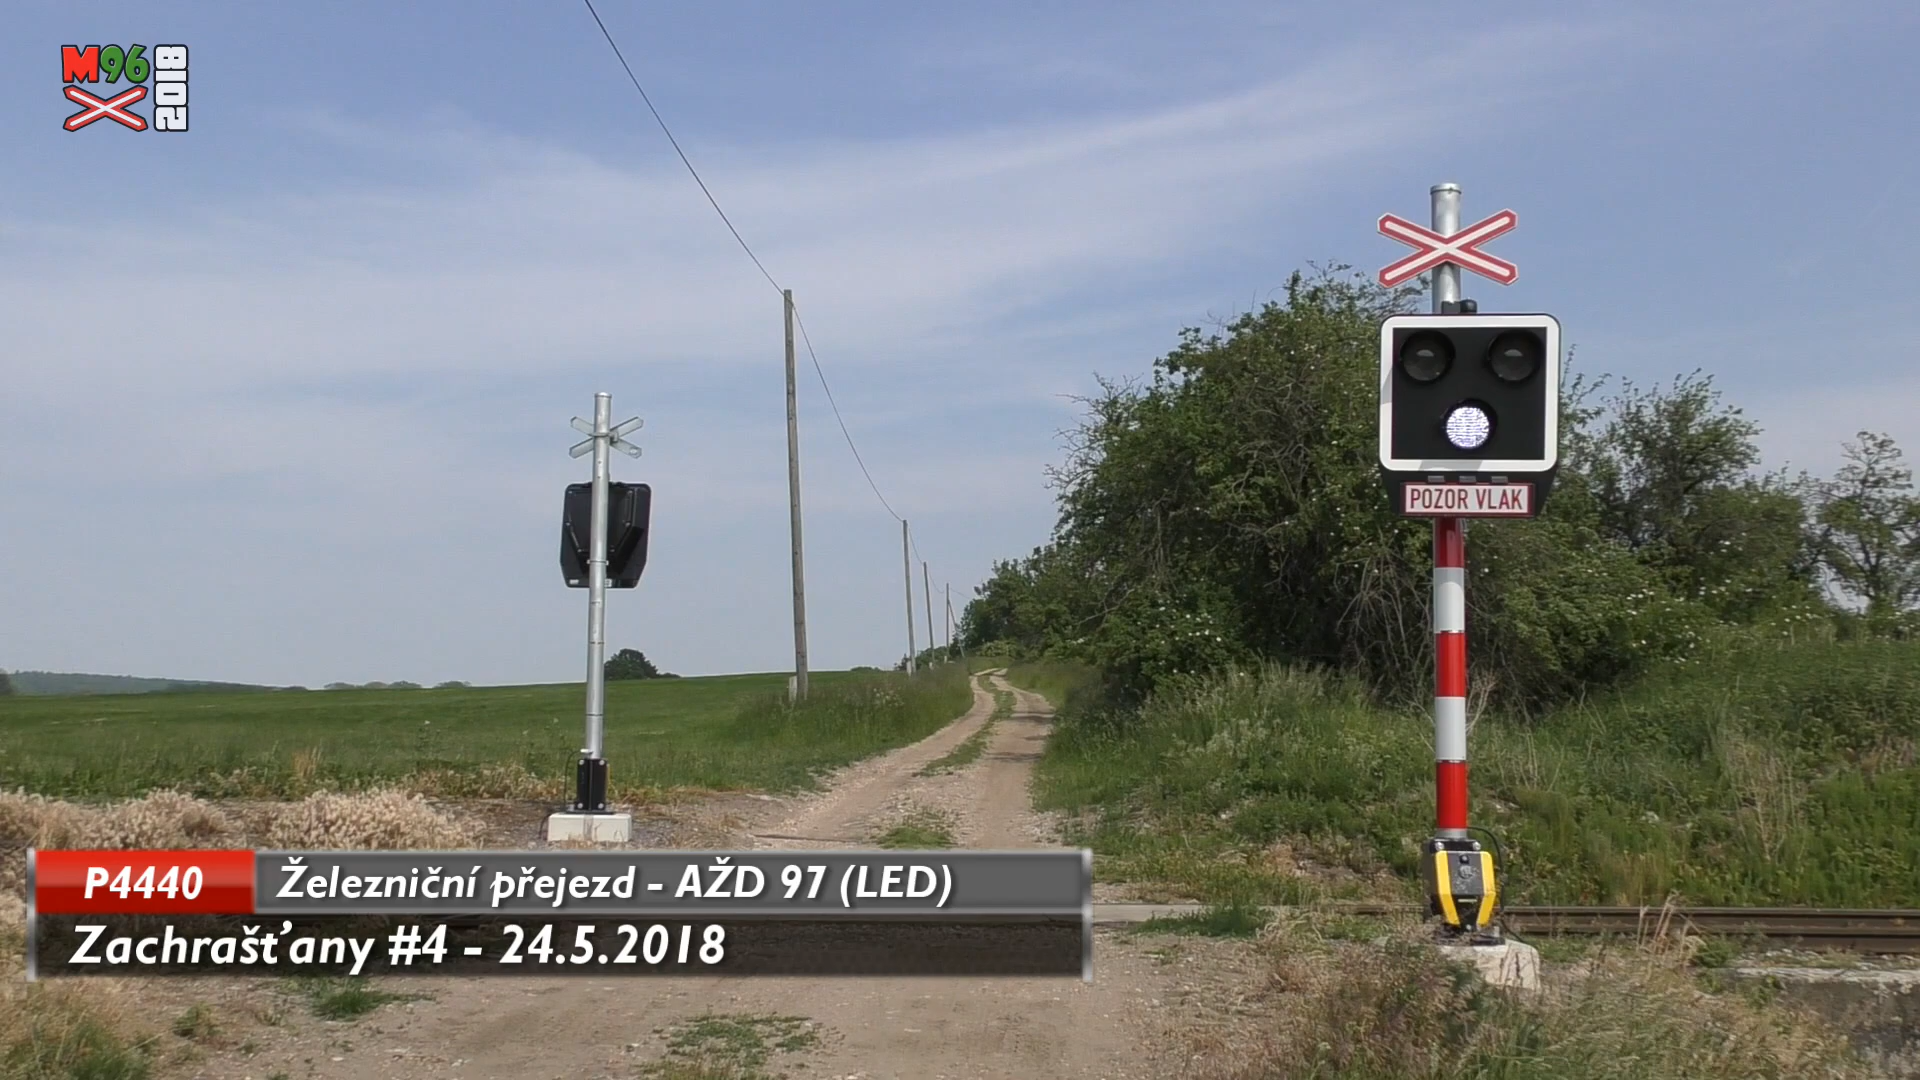 M96
2018
POZOR VLAK
P4440
Železniční přejezd - AŽD 97 (LED)
Zachrašťany #4 - 24.5.2018